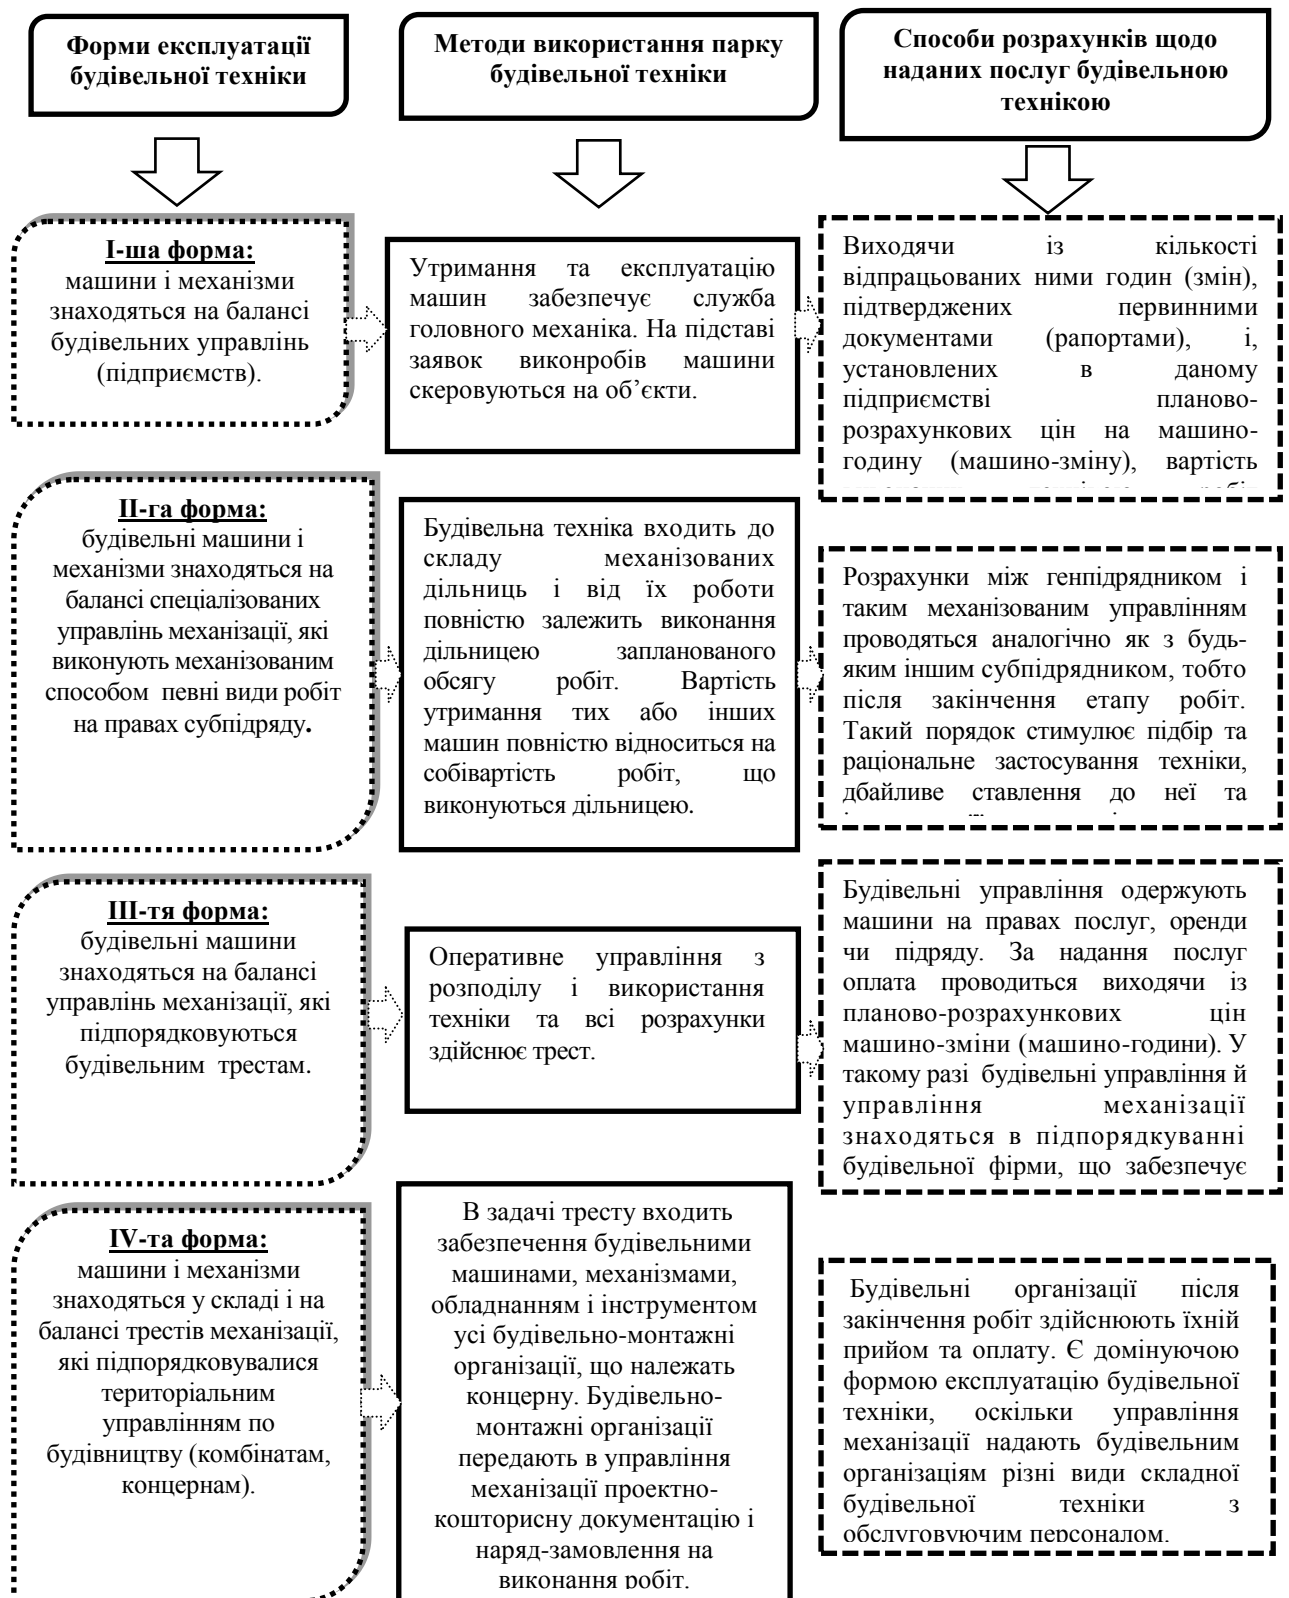 Форми експлуатації
будівельної техніки
Методи використання парку
будівельної техніки
Способи розрахунків щодо
наданих послуг будівельною
технікою
І-ша форма:
машини і механізми
знаходяться на балансі
будівельних управлінь
(підприємств).
Утримання та експлуатацію
машин забезпечує служба
головного механіка. На підставі
заявок виконробів машини
скеровуються на об’єкти.
Виходячи із кількості
відпрацьованих ними годин (змін),
підтверджених первинними
документами (рапортами), і,
установлених в даному
підприємстві планово-
розрахункових цін на машино-
годину (машино-зміну), вартість
ІІ-га форма:
будівельні машини і
механізми знаходяться на
балансі спеціалізованих
управлінь механізації, які
виконують механізованим
способом певні види робіт
на правах субпідряду.
Будівельна техніка входить до
складу механізованих
дільниць і від їх роботи
повністю залежить виконання
дільницею запланованого
обсягу робіт. Вартість
утримання тих або інших
машин повністю відноситься на
собівартість робіт, що
виконуються дільницею.
Розрахунки між генпідрядником і
таким механізованим управлінням
проводяться аналогічно як з будь-
яким іншим субпідрядником, тобто
після закінчення етапу робіт.
Такий порядок стимулює підбір та
раціональне застосування техніки,
дбайливе ставлення до неї та
ІІІ-тя форма:
будівельні машини
знаходяться на балансі
управлінь механізації, які
підпорядковуються
будівельним трестам.
Оперативне управління з
розподілу і використання
техніки та всі розрахунки
здійснює трест.
Будівельні управління одержують
машини на правах послуг, оренди
чи підряду. За надання послуг
оплата проводиться виходячи із
планово-розрахункових цін
машино-зміни (машино-години). У
такому разі будівельні управління й
управління механізації
знаходяться в підпорядкуванні
будівельної фірми, що забезпечує
ІV-та форма:
машини і механізми
знаходяться у складі і на
балансі трестів механізації,
які підпорядковувалися
територіальним
управлінням по
будівництву (комбінатам,
концернам).
В задачі тресту входить
забезпечення будівельними
машинами, механізмами,
обладнанням і інструментом
усі будівельно-монтажні
організації, що належать
концерну. Будівельно-
монтажні організації
передають в управління
механізації проектно-
кошторисну документацію і
наряд-замовлення на
виконання робіт.
Будівельні організації після
закінчення робіт здійснюють їхній
прийом та оплату. Є домінуючою
формою експлуатацію будівельної
техніки, оскільки управління
механізації надають будівельним
організаціям різні види складної
будівельної техніки з
обслуговуючим персоналом.